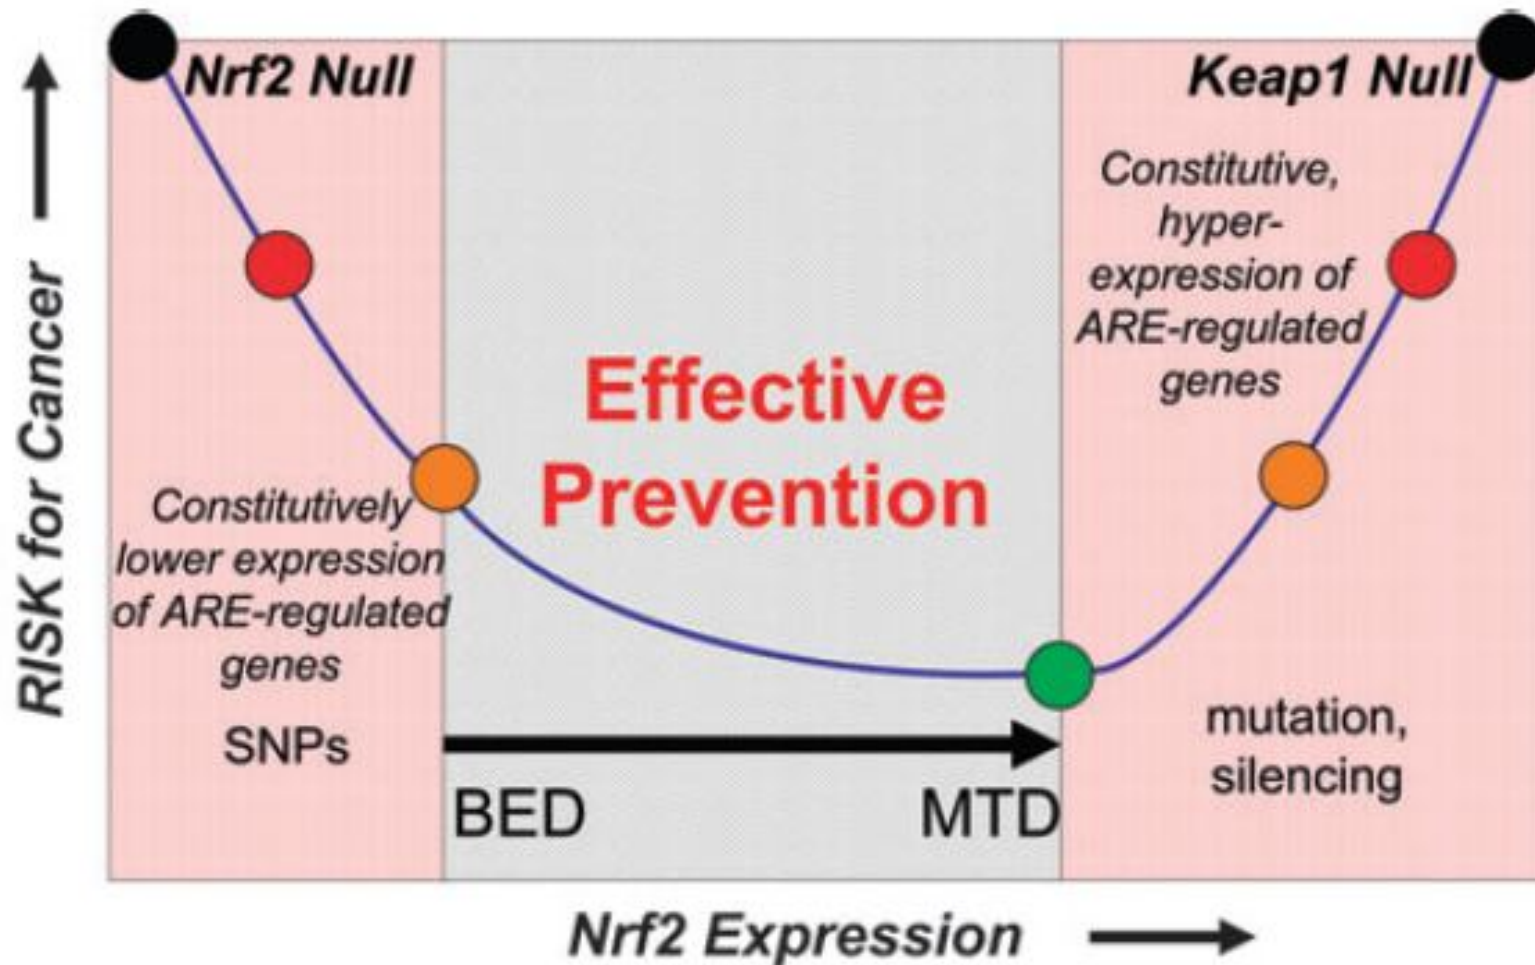 Nrf2 Null
Keap1 Null
Constitutive,
hyper-
expression of
ARE-regulated
genes
RISK for Cancer
Effective
Prevention
Constitutively
lower expression
of ARE-regulated
genes
SNPs
mutation,
silencing
BED
MTD
Nrf2 Expression